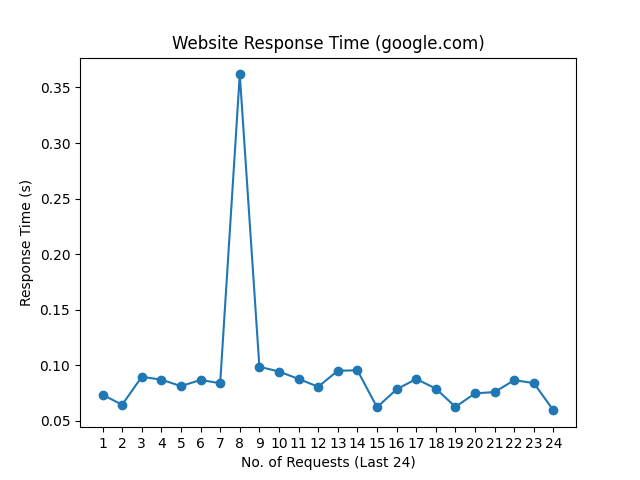 Website Response Time (google.com)
0.35
0.30
0.25
0.20
0.15
0.10
0.05
Response Time (s)
1 2 3 4 5 6 7 8 9 10 11 12 13 14 15 16 17 18 19 20 21 22 23 24
No. of Requests (Last 24)